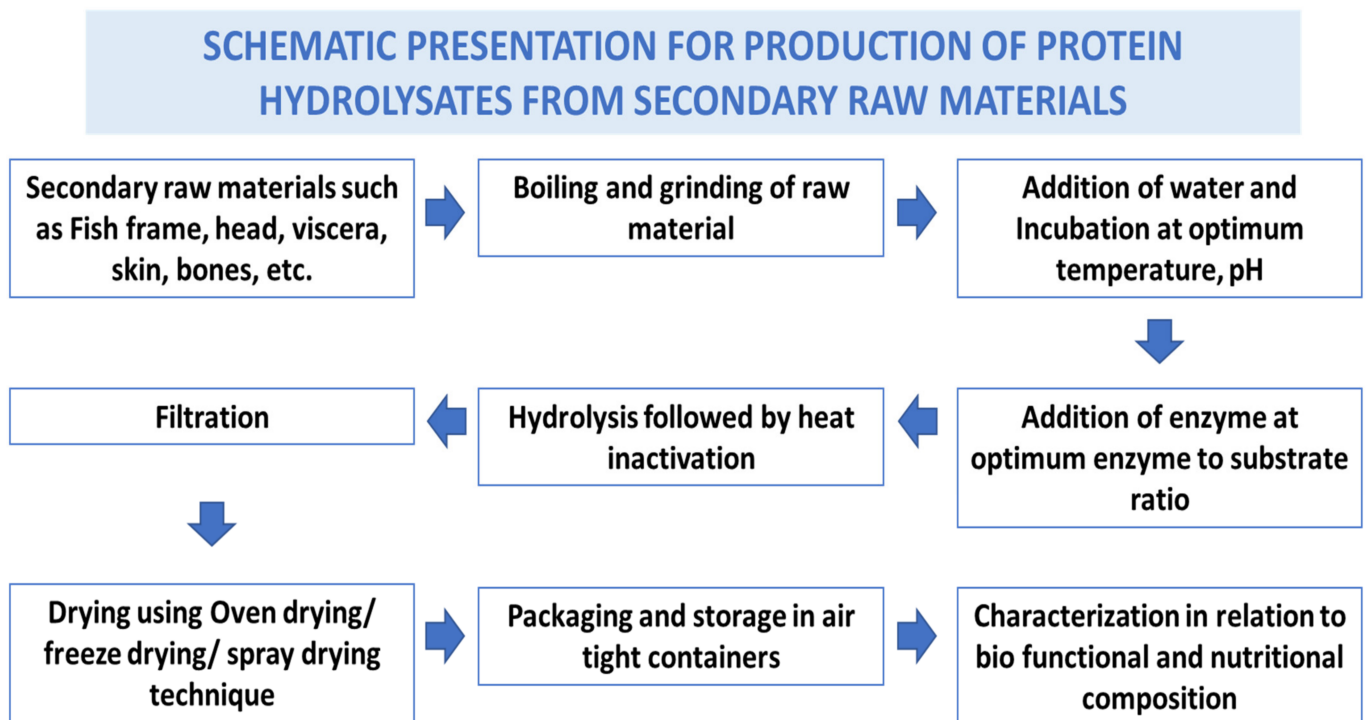 SCHEMATIC PRESENTATION FOR PRODUCTION OF PROTEIN
HYDROLYSATES FROM SECONDARY RAW MATERIALS
Secondary raw materials such
as Fish frame, head, viscera,
skin, bones, etc.
Boiling and grinding of raw
material
Addition of water and
Incubation at optimum
temperature, pH
Addition of enzyme at
optimum enzyme to substrate
ratio
Hydrolysis followed by heat
inactivation
Filtration
Drying using Oven drying/
freeze drying/ spray drying
technique
Packaging and storage in air
tight containers
Characterization in relation to
bio functional and nutritional
composition